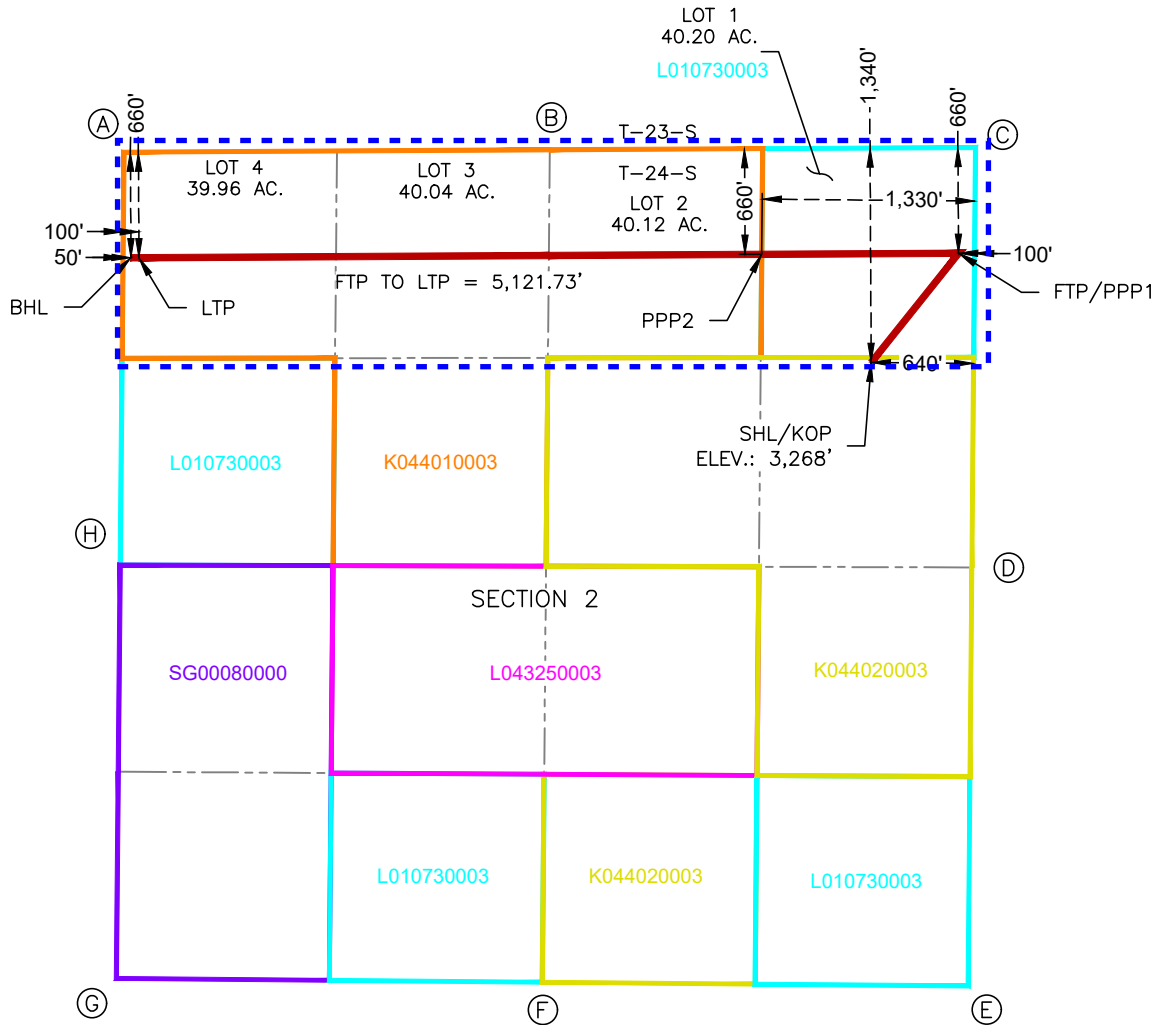 LOT 1
40.20 AC.
L010730003
1,340'
660'
660'
A
B
C
T-23-S
T-24-S
LOT 4
39.96 AC.
LOT 3
40.04 AC.
LOT 2
40.12 AC.
660'
1,330'
100'
50'
100'
FTP TO LTP = 5,121.73'
BHL
LTP
PPP2
FTP/PPP1
640'
SHL/KOP
ELEV.: 3,268'
L010730003
K044010003
H
D
SECTION 2
SG00080000
L043250003
K044020003
L010730003
K044020003
L010730003
G
F
E